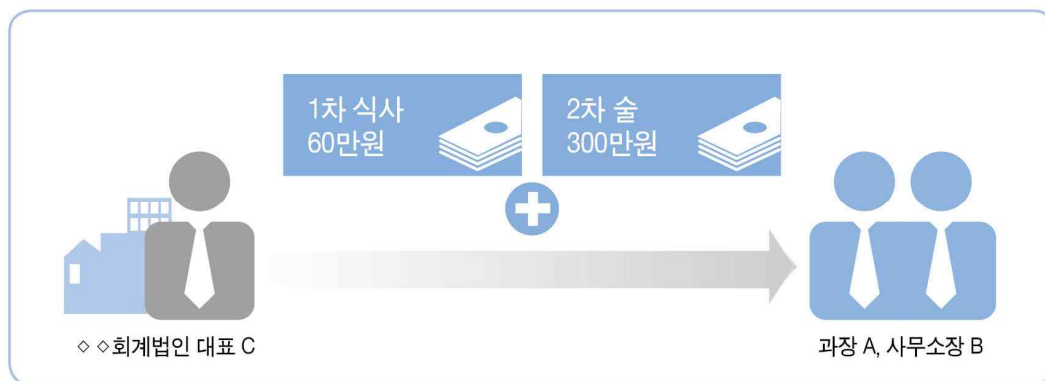 1차 식사
60만원
2차 술
300만원
◇ ◇회계법인 대표 C
과장 A, 사무소장 B